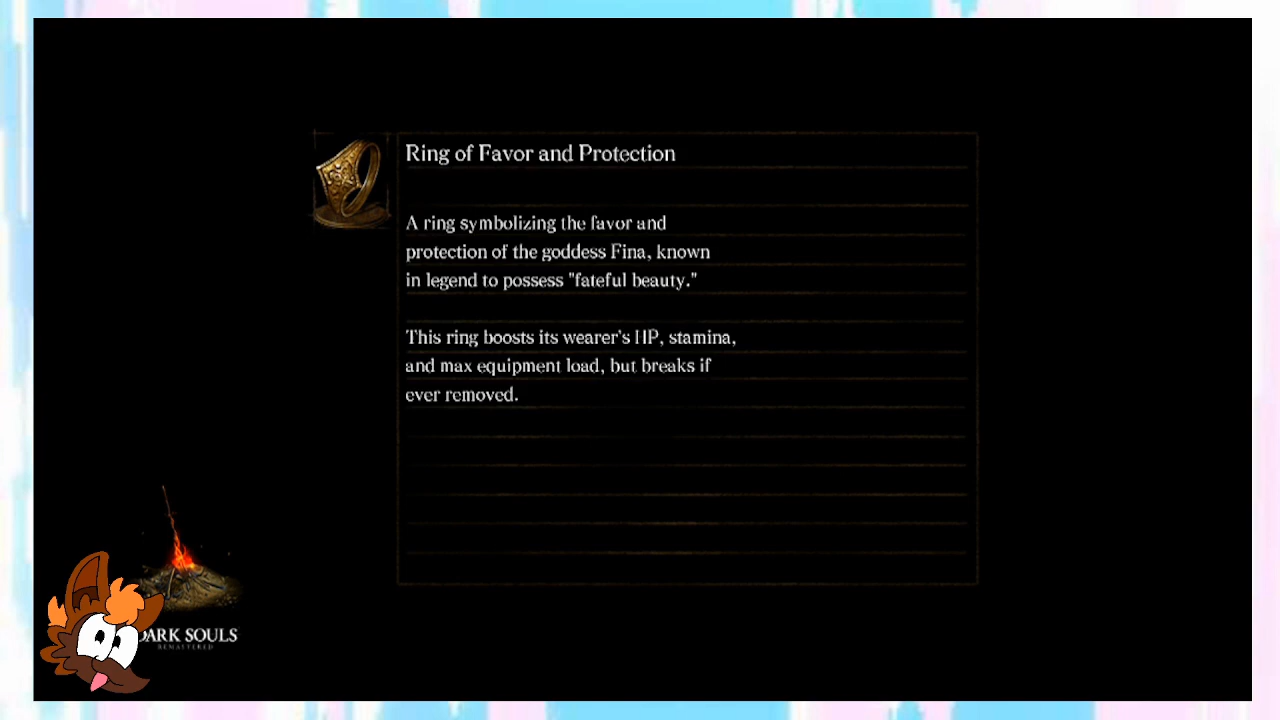 Ring of Favor and Protection
A ring symbolizing the favor and
protection of the goddess Fina, known
in legend to possess "fateful beauty."
This ring boosts its wearer's HP, stamina,
and max equipment load, but breaks if
ever removed.
DARK SOULS
REMASTERED